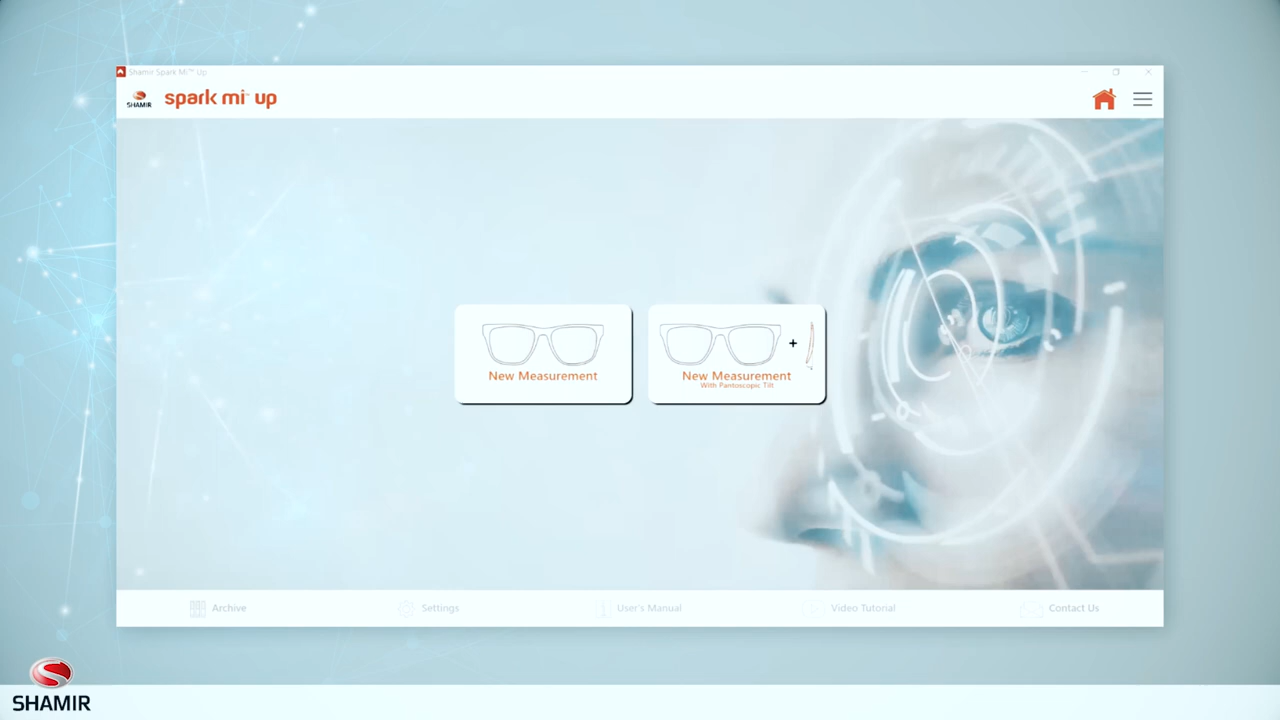 Shamir Spark Mi™ Up
SHAMIR
spark mi™ up
New Measurement
+
New Measurement
With Pantoscopic Tilt
Archive
Settings
User's Manual
Video Tutorial
Contact Us
SHAMIR